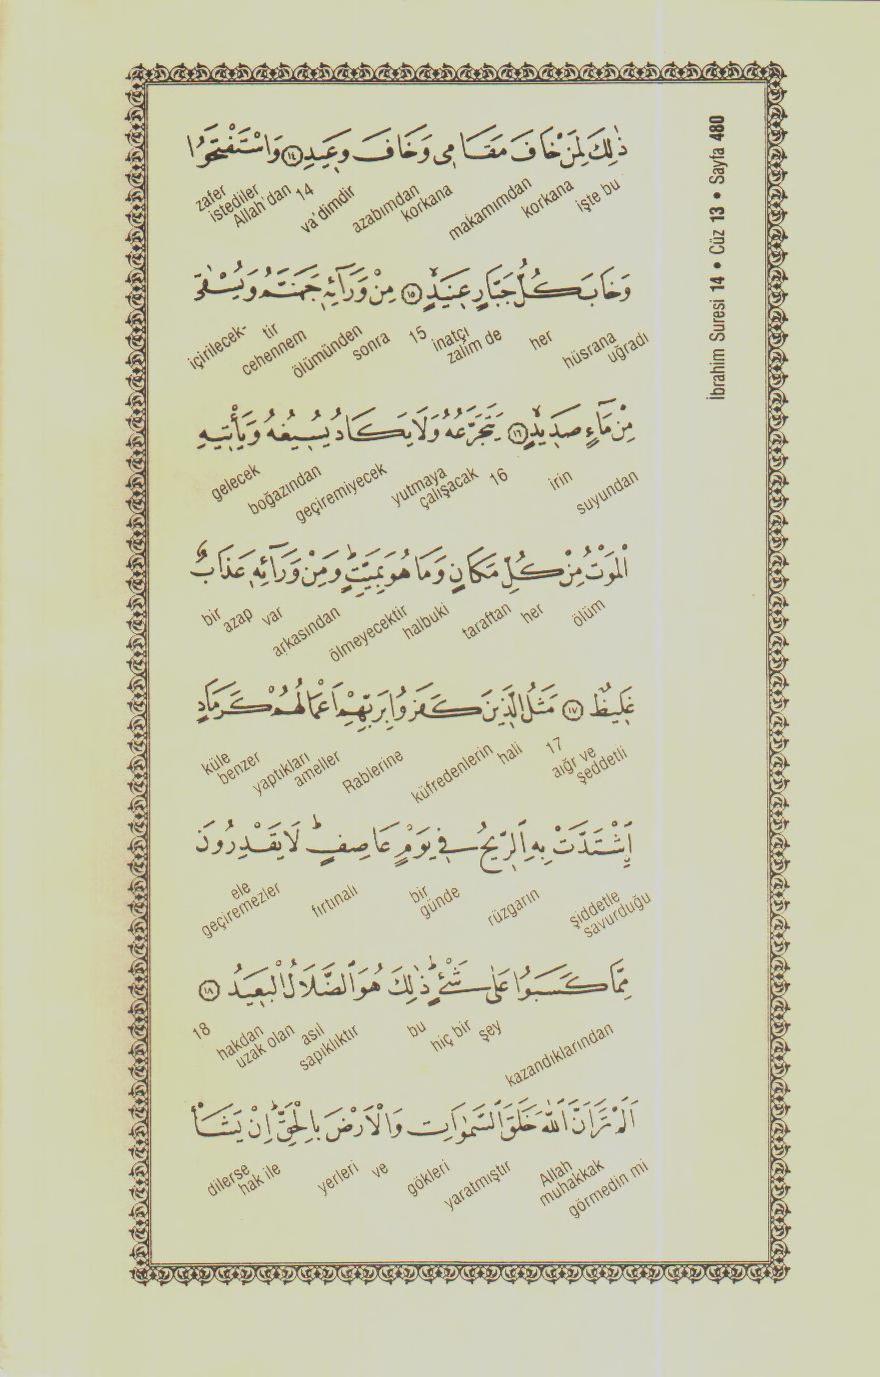 İbrahim Suresi 14 • Cüz 13 • Sayfa 480
ذٰلِكَ لِمَنْ خَافَ مَقَامٖى وَخَافَ وَعٖيدِ ﴿١٤﴾ وَاسْتَفْتَحُوا
işte bu korkana makamımdan korkana azabımdan va'dimdir 14 Allah'dan istediler zafer
وَخَابَ كُلُّ جَبَّارٍ عَنٖيدٍ ﴿١٥﴾ مِنْ وَرَائِهٖ جَهَنَّمُ وَيُسْقٰى
uğradı hüsrana her zalim de inatçı 15 sonra ölümünden cehennem tir içirilecek-
مِنْ مَاءٍ صَدٖيدٍ ﴿١٦﴾ يَتَجَرَّعُهُ وَلَا يَكَادُ يُسٖيغُهُ وَيَأْتٖيهِ
suyundan irin 16 çalışacak yutmaya geçiremiyecek boğazından gelecek
الْمَوْتُ مِنْ كُلِّ مَكَانٍ وَمَا هُوَ بِمَيِّتٍ وَمِنْ وَرَائِهٖ عَذَابٌ
ölüm her taraftan halbuki ölmeyecektir arkasından var azap bir
غَلٖيظٌ ﴿١٧﴾ مَثَلُ الَّذٖينَ كَفَرُوا بِرَبِّهِمْ اَعْمَالُهُمْ كَرَمَادٍ
şeddetli aığr ve 17 hali küfredenlerin Rablerine ameller yaptıkları benzer küle
اِشْتَدَّتْ بِهِ الرّٖيحُ فٖى يَوْمٍ عَاصِفٍ لَا يَقْدِرُونَ
savurduğu şiddetle rüzgarın günde bir fırtınalı geçiremezler ele
مِمَّا كَسَبُوا عَلٰى شَىْءٍ ذٰلِكَ هُوَ الضَّلَالُ الْبَعٖيدُ ﴿١٨﴾
kazandıklarından şey hiç bir bu sapıklıktır asıl uzak olan hakdan 18
اَلَمْ تَرَ اَنَّ اللّٰهَ خَلَقَ السَّمٰوَاتِ وَالْاَرْضَ بِالْحَقِّ اِنْ يَشَأْ
görmedin mi muhakkak Allah yaratmıştır gökleri ve yerleri hak ile dilerse